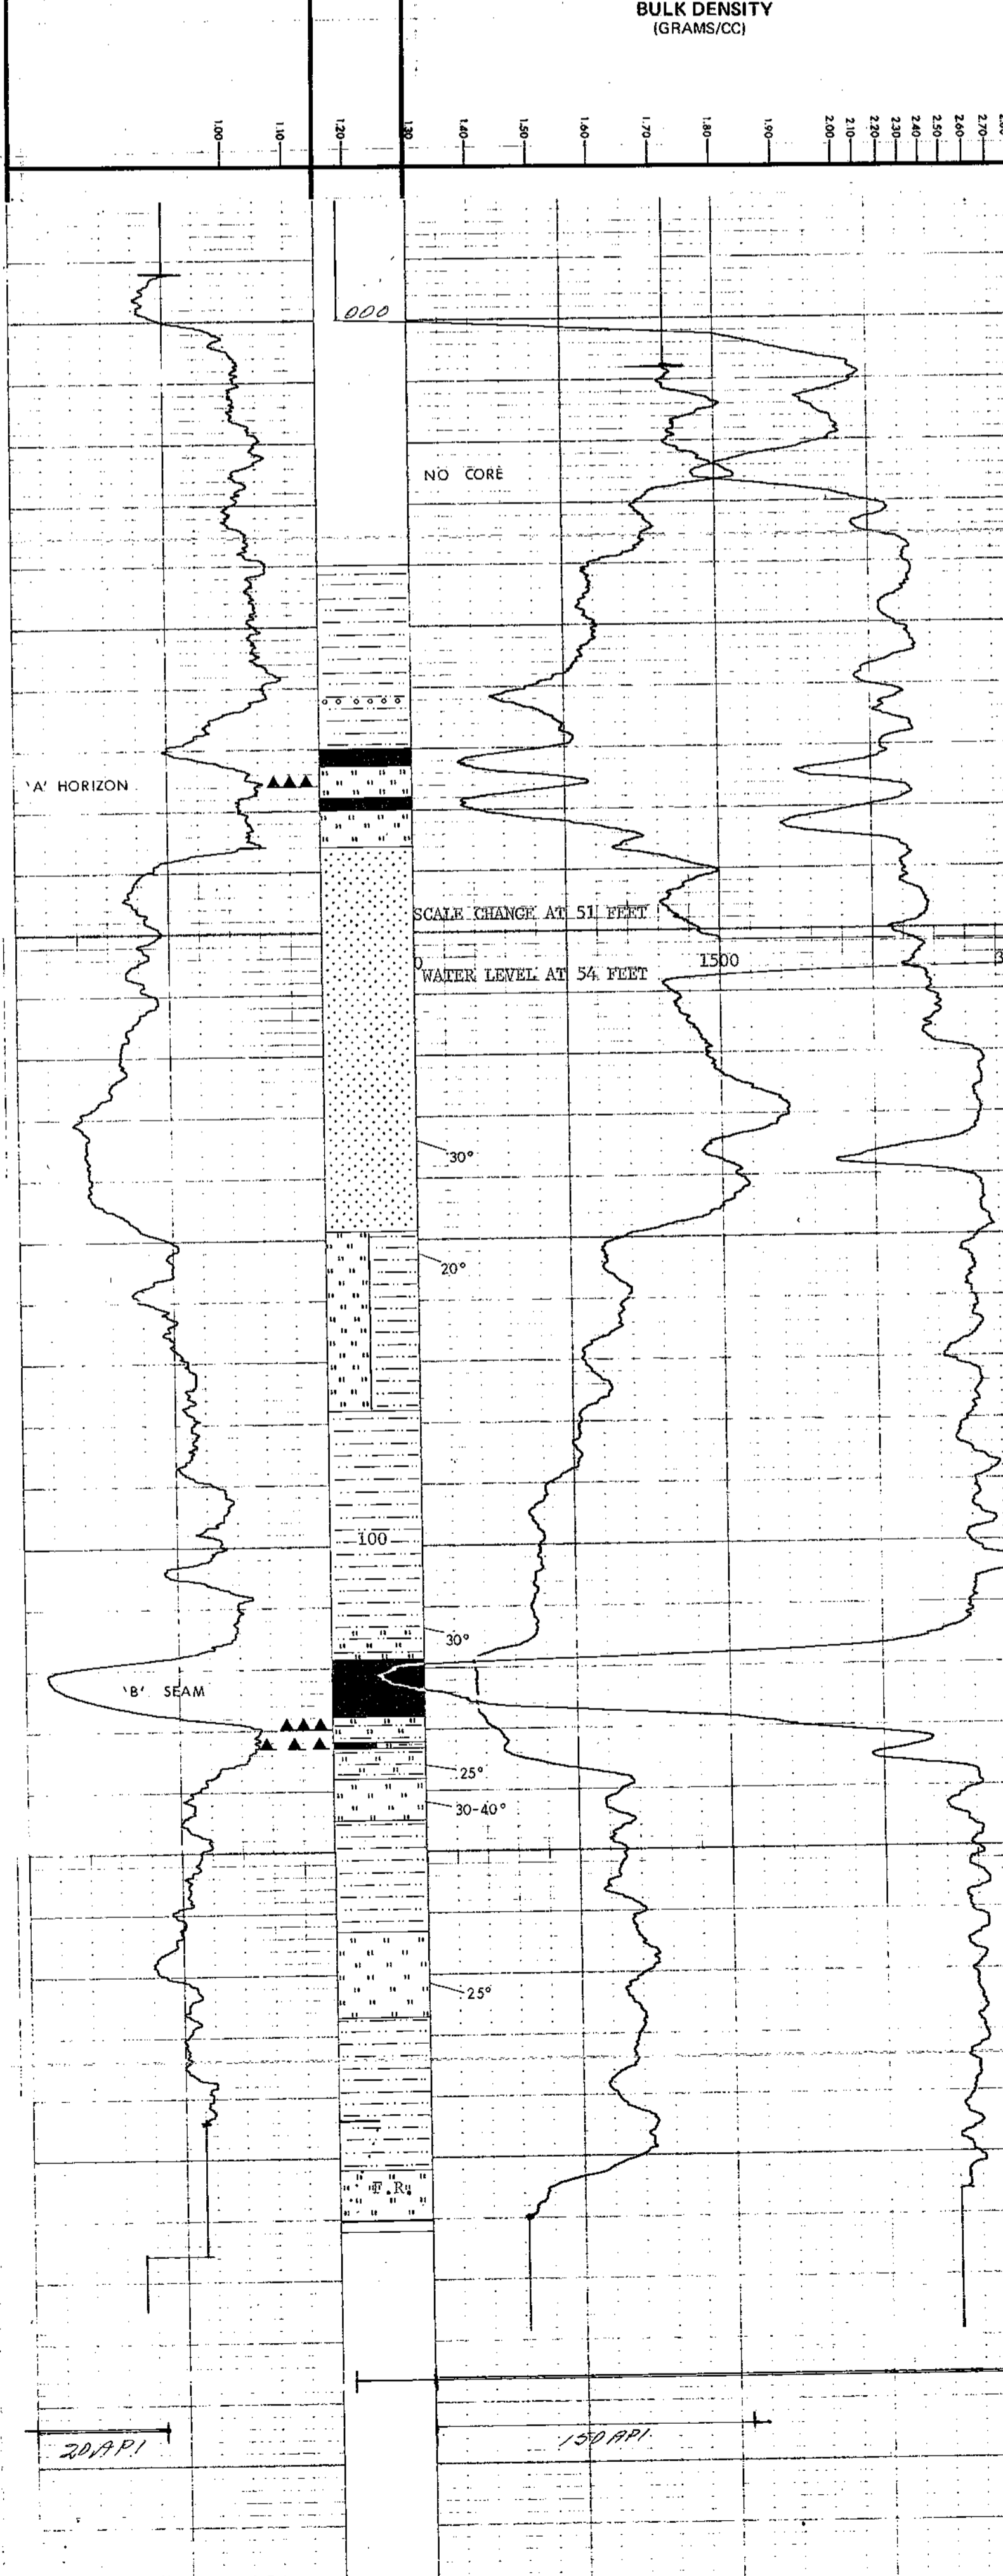 BULK DENSITY
(GRAMS/CC)
1.00 1.10 1.20 1.30 1.40 1.50 1.60 1.70 1.80 1.90 2.00 2.10 2.20 2.30 2.40 2.50 2.60 2.70
000
NO CORE
'A' HORIZON
SCALE CHANGE AT 51 FEET
0 1500 3
WATER LEVEL AT 54 FEET
30°
20°
100
30°
'B' SEAM
25°
30-40°
25°
F.R.
20 API
150 API